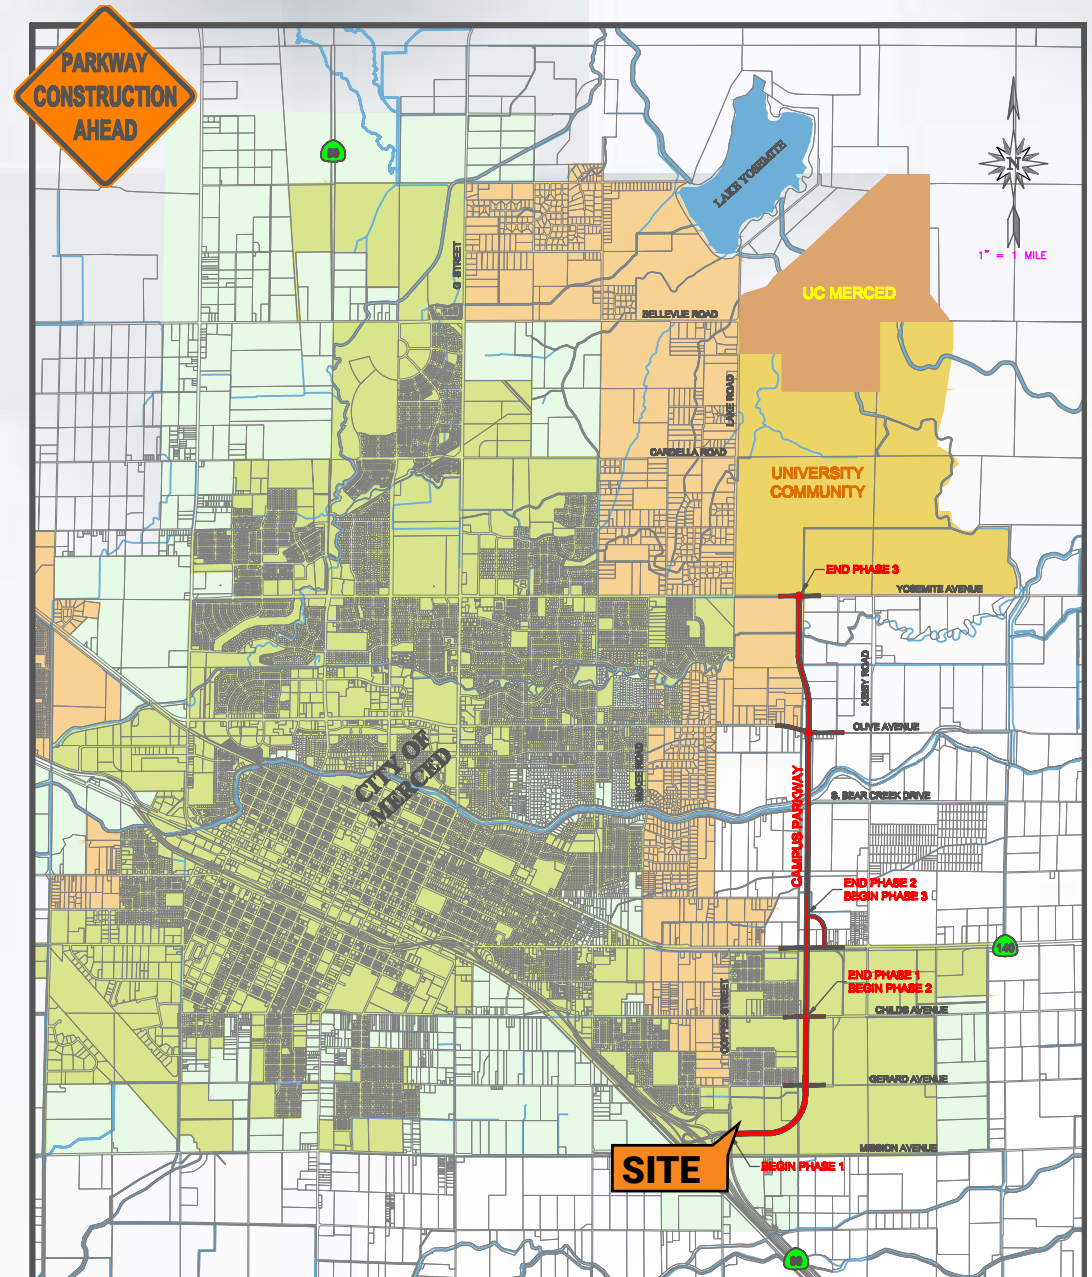 PARKWAY
CONSTRUCTION
AHEAD
59
LAKE YOSEMITE
N
1" = 1 MILE
G STREET
UC MERCED
BELLEVUE ROAD
LAKE ROAD
CARDELLA ROAD
UNIVERSITY
COMMUNITY
END PHASE 3
YOSEMITE AVENUE
KIBBY ROAD
OLIVE AVENUE
CITY OF
MERCED
MCKEE ROAD
CAMPUS PARKWAY
S. BEAR CREEK DRIVE
END PHASE 2
BEGIN PHASE 3
140
END PHASE 1
BEGIN PHASE 2
CHILDS AVENUE
COFFEE STREET
GERARD AVENUE
MISSION AVENUE
SITE
BEGIN PHASE 1
99